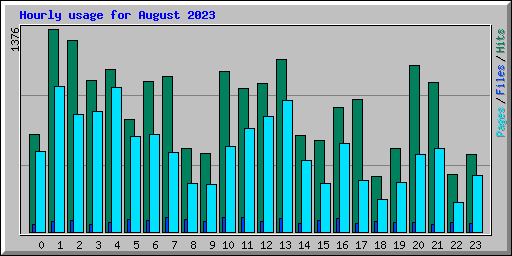 Hourly usage for August 2023
1376
Pages / Files / Hits
0 1 2 3 4 5 6 7 8 9 10 11 12 13 14 15 16 17 18 19 20 21 22 23